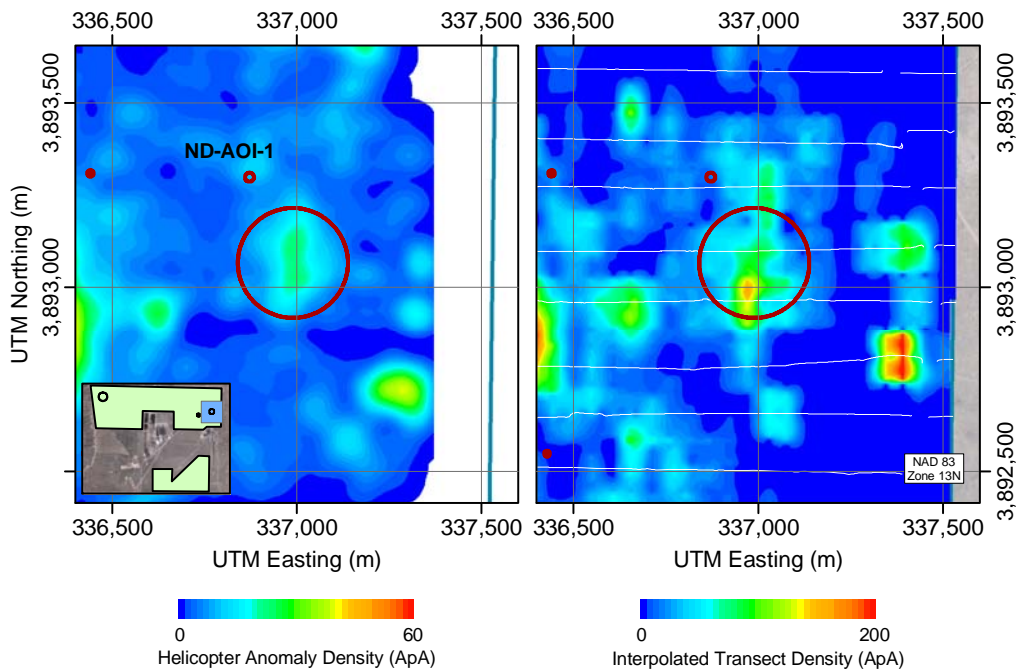 336,500 337,000 337,500
336,500 337,000 337,500
3,893,500
3,893,000
UTM Northing (m)
ND-AOI-1
3,893,500
3,893,000
3,892,500
NAD 83
Zone 13N
336,500 337,000 337,500
336,500 337,000 337,500
UTM Easting (m)
UTM Easting (m)
0 60
Helicopter Anomaly Density (ApA)
0 200
Interpolated Transect Density (ApA)